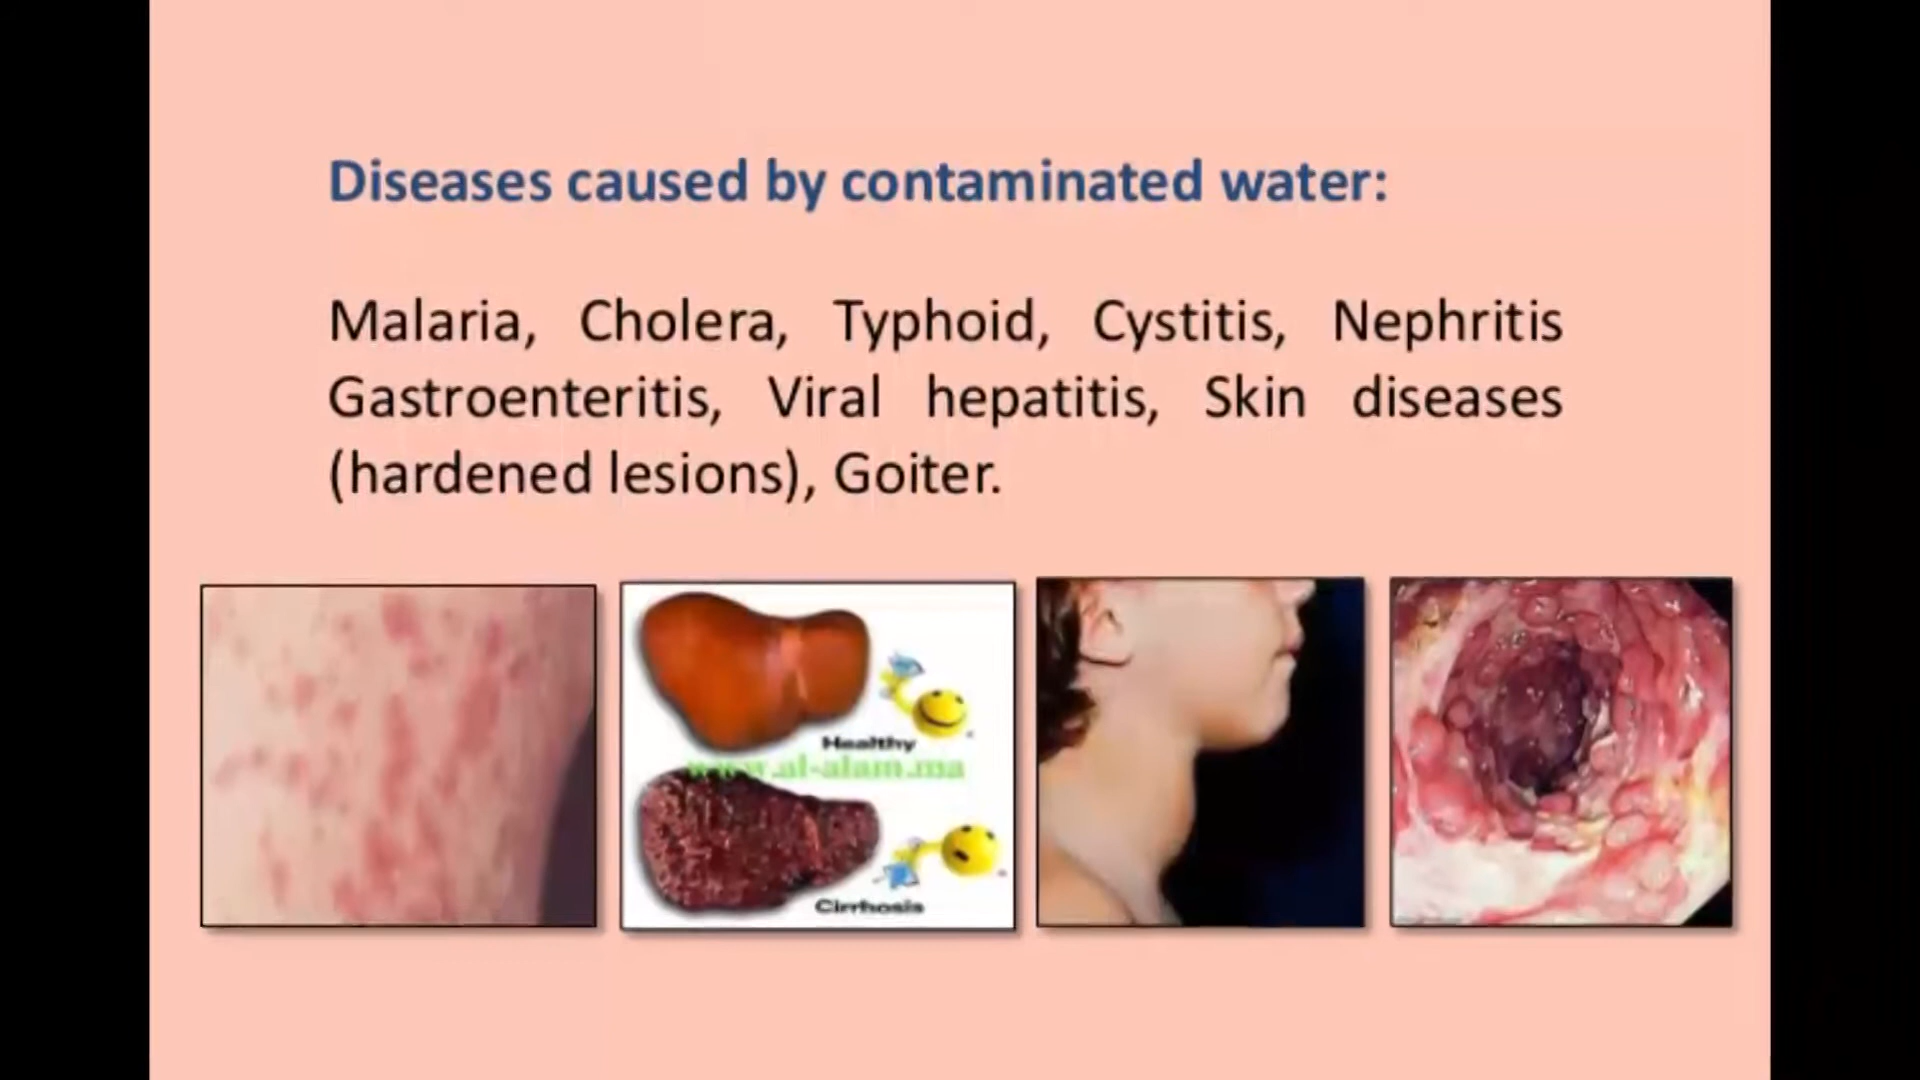 Diseases caused by contaminated water:
Malaria, Cholera, Typhoid, Cystitis, Nephritis
Gastroenteritis, Viral hepatitis, Skin diseases
(hardened lesions), Goiter.
Healthy
www.al-alam.ma
Cirrhosis